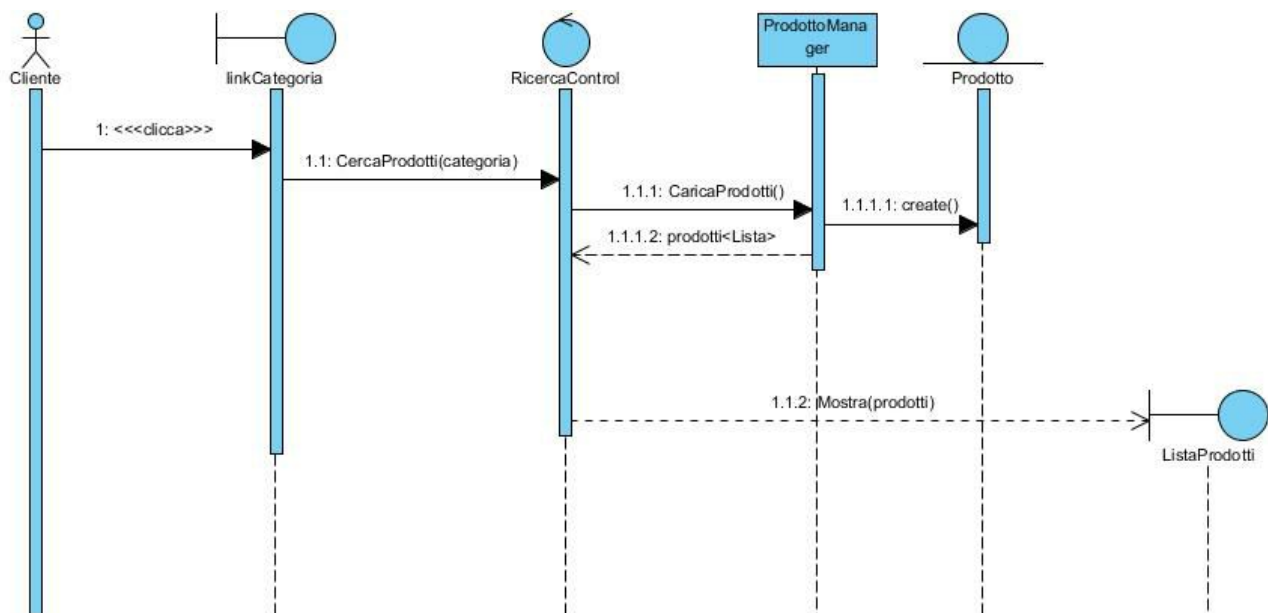 ProdottoMana
ger
Cliente
linkCategoria
RicercaControl
Prodotto
1: <<<clicca>>>
1.1: CercaProdotti(categoria)
1.1.1: CaricaProdotti()
1.1.1.1: create()
1.1.1.2: prodotti<Lista>
1.1.2: Mostra(prodotti)
ListaProdotti